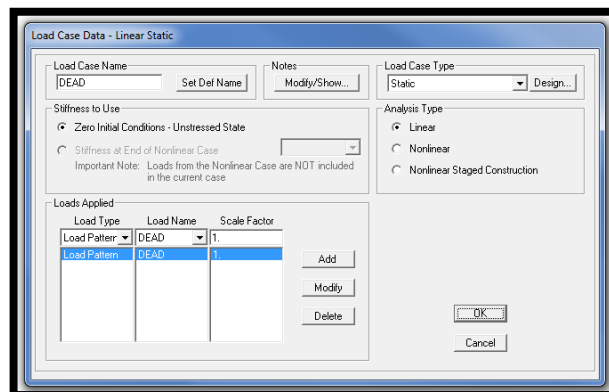 Load Case Data - Linear Static
Load Case Name
DEAD
Set Def Name
Notes
Modify/Show...
Load Case Type
Static
Design...
Stiffness to Use
Zero Initial Conditions - Unstressed State
Stiffness at End of Nonlinear Case
Important Note: Loads from the Nonlinear Case are NOT included
in the current case
Analysis Type
Linear
Nonlinear
Nonlinear Staged Construction
Loads Applied
Load Type Load Name Scale Factor
Load Pattern DEAD 1.
Load Pattern DEAD 1.
Add
Modify
Delete
OK
Cancel